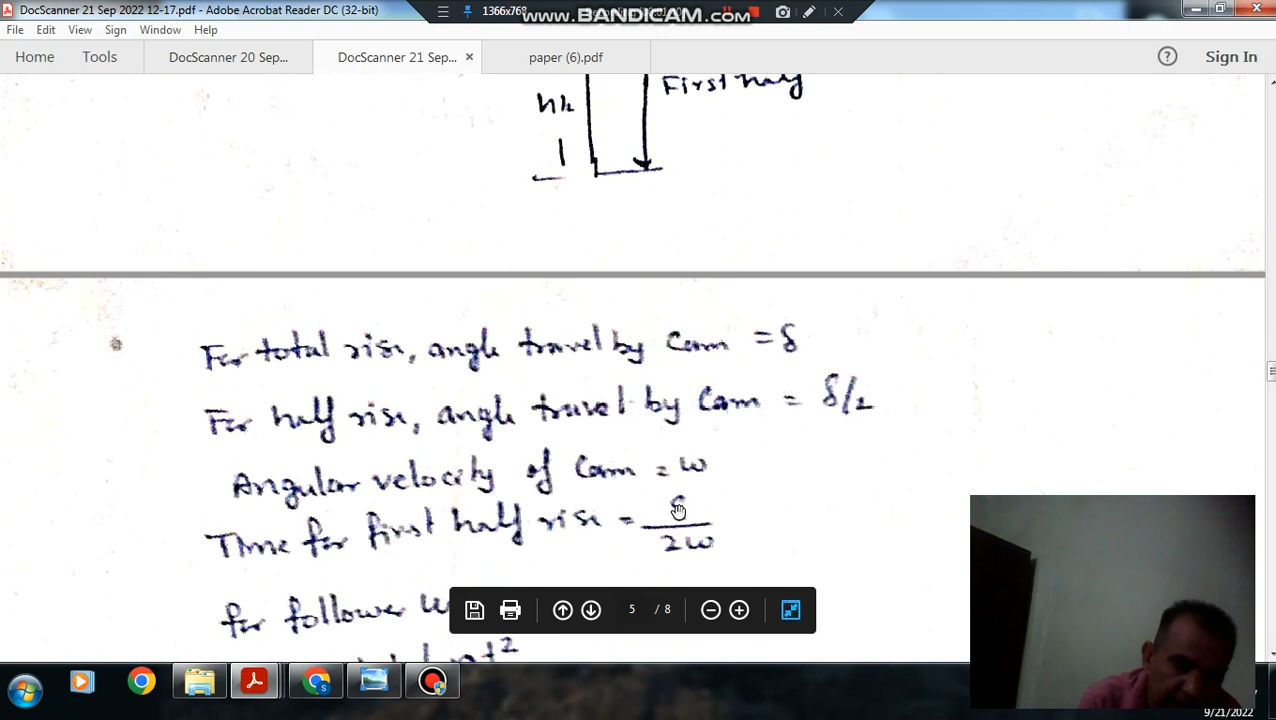 DocScanner 21 Sep 2022 12-17.pdf - Adobe Acrobat Reader DC (32-bit)
1366x768
www.BANDICAM.com
File Edit View Sign Window Help
Home Tools DocScanner 20 Sep... DocScanner 21 Sep... × paper (6).pdf Sign In
First half
h/2
For total rise, angle travel by Cam = δ
For half rise, angle travel by Cam = δ/2
Angular velocity of Cam = ω
Time for first half rise = δ/2ω
for follower
5 / 8
9/21/2022